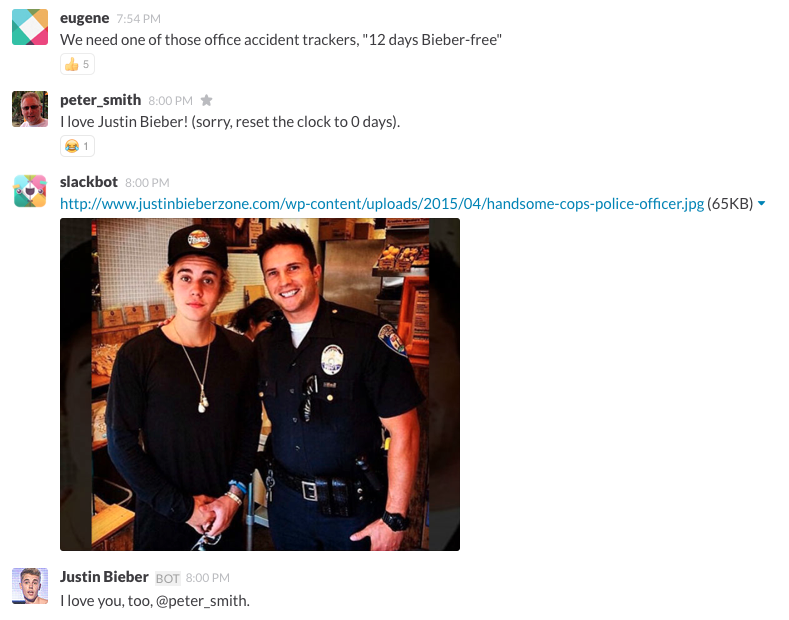 eugene 7:54 PM
We need one of those office accident trackers, "12 days Bieber-free"
5
peter_smith 8:00 PM
I love Justin Bieber! (sorry, reset the clock to 0 days).
1
slackbot 8:00 PM
http://www.justinbieberzone.com/wp-content/uploads/2015/04/handsome-cops-police-officer.jpg (65KB)
Justin Bieber BOT 8:00 PM
I love you, too, @peter_smith.